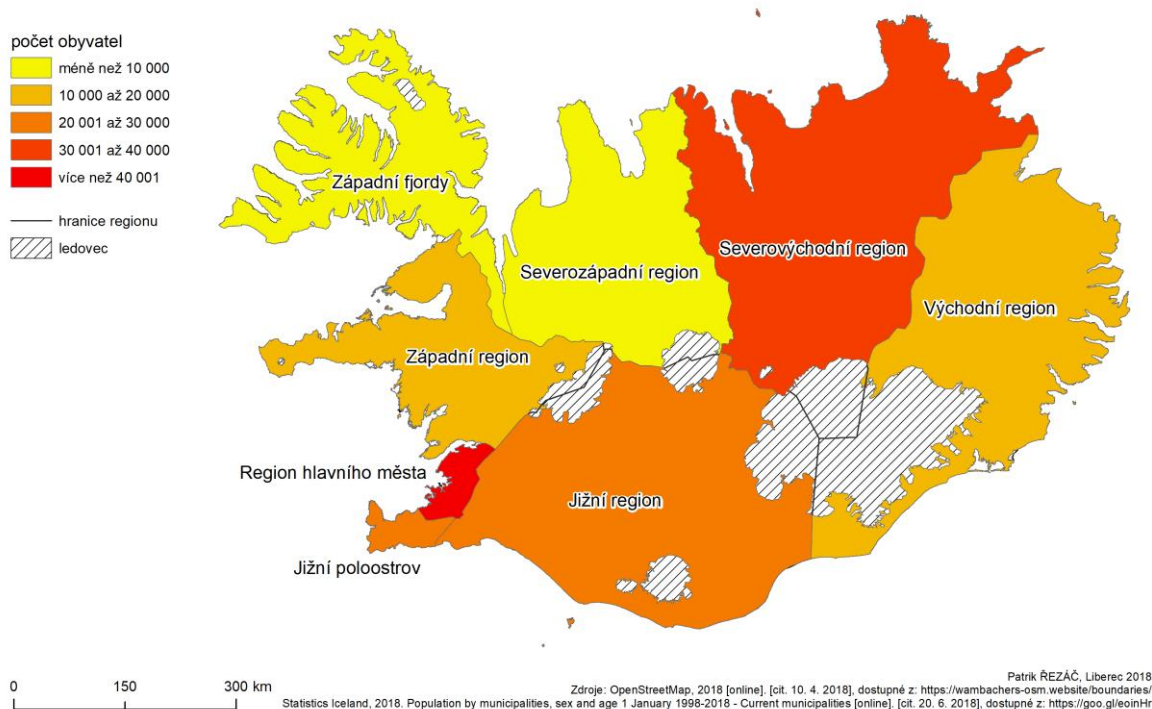 počet obyvatel
méně než 10 000
10 000 až 20 000
20 001 až 30 000
30 001 až 40 000
více než 40 001
hranice regionu
ledovec
Západní fjordy
Severozápadní region
Severovýchodní region
Východní region
Západní region
Region hlavního města
Jižní region
Jižní poloostrov
0 150 300 km
Patrik ŘEZÁČ, Liberec 2018
Zdroje: OpenStreetMap, 2018 [online]. [cit. 10. 4. 2018], dostupné z: https://wambachers-osm.website/boundaries/
Statistics Iceland, 2018. Population by municipalities, sex and age 1 January 1998-2018 - Current municipalities [online]. [cit. 20. 6. 2018], dostupné z: https://goo.gl/eoinHr